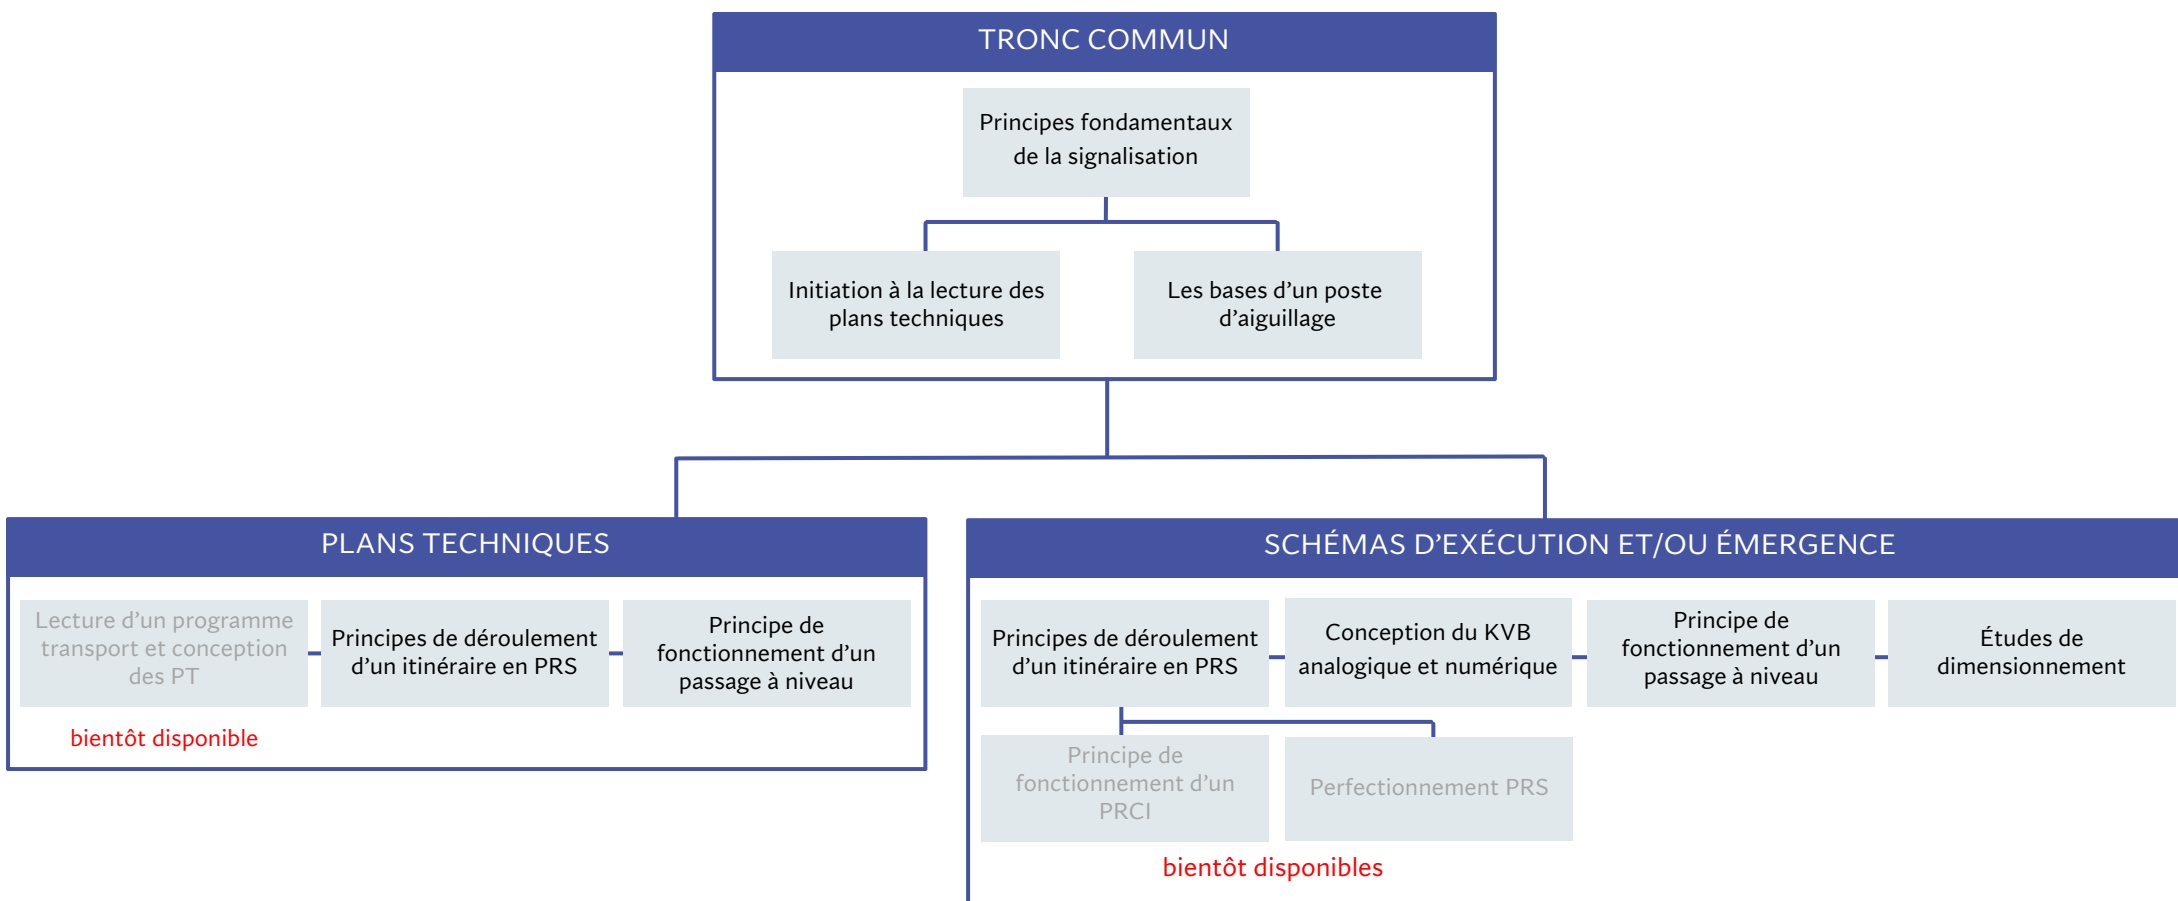 TRONC COMMUN
Principes fondamentaux
de la signalisation
Initiation à la lecture des
plans techniques
Les bases d’un poste
d’aiguillage
PLANS TECHNIQUES
Lecture d’un programme
transport et conception
des PT
Principes de déroulement
d’un itinéraire en PRS
Principe de
fonctionnement d’un
passage à niveau
bientôt disponible
SCHÉMAS D’EXÉCUTION ET/OU ÉMERGENCE
Principes de déroulement
d’un itinéraire en PRS
Conception du KVB
analogique et numérique
Principe de
fonctionnement d’un
passage à niveau
Études de
dimensionnement
Principe de
fonctionnement d’un
PRCI
Perfectionnement PRS
bientôt disponibles